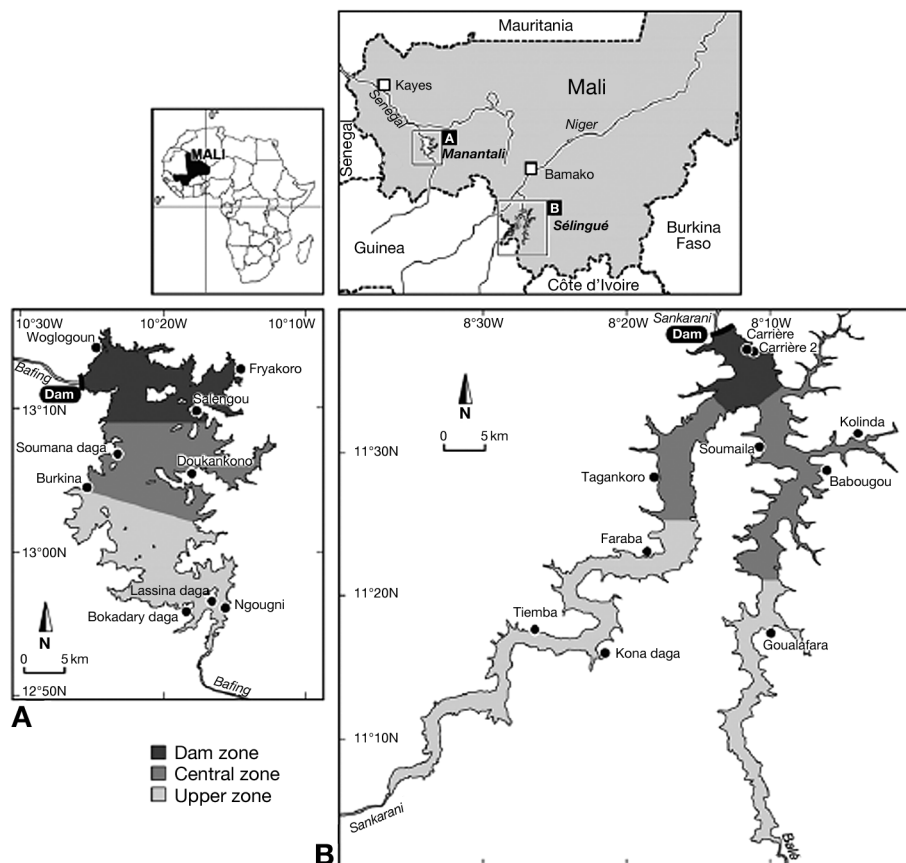 MALI
0°
0°
Mauritania
Kayes
Mali
Senegal
Niger
Senegal
A
Manantali
Bamako
B
Sélingué
Guinea
Burkina
Faso
Côte d'Ivoire
10°30W
10°20W
10°10W
Woglogoun
Bafing
Fryakoro
Dam
Salengou
13°10N
Soumana daga
Doukankono
Burkina
13°00N
Lassina daga
Ngougni
Bokadary daga
N
0
5 km
Bafing
12°50N
A
Dam zone
Central zone
Upper zone
8°30W
8°20W
8°10W
Sankarani
Dam
Carrière
Carrière 2
N
0
5 km
Kolinda
11°30N
Soumaila
Tagankoro
Babougou
Faraba
11°20N
Tiemba
Goualafara
Kona daga
11°10N
Sankarani
Balé
B